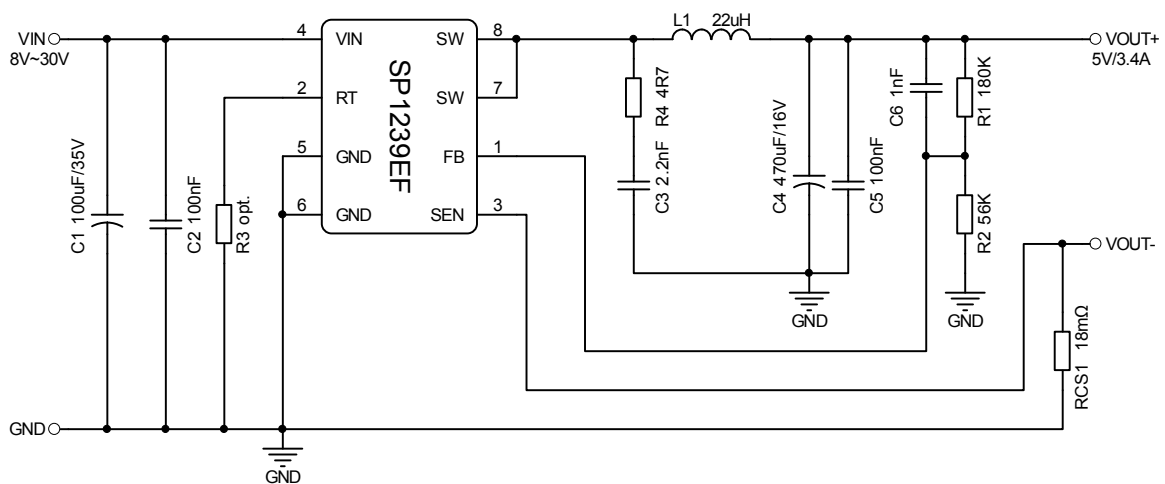 L1 22uH
VIN
8V~30V
4 VIN
SW 8
VOUT+
5V/3.4A
2 RT
SW 7
5 GND
FB 1
6 GND
SEN 3
SP1239EF
C1 100uF/35V
C2 100nF
R3 opt.
R4 4R7
C3 2.2nF
C4 470uF/16V
C5 100nF
C6 1nF
R1 180K
R2 56K
VOUT-
GND
GND
RCS1 18mΩ
GND
GND